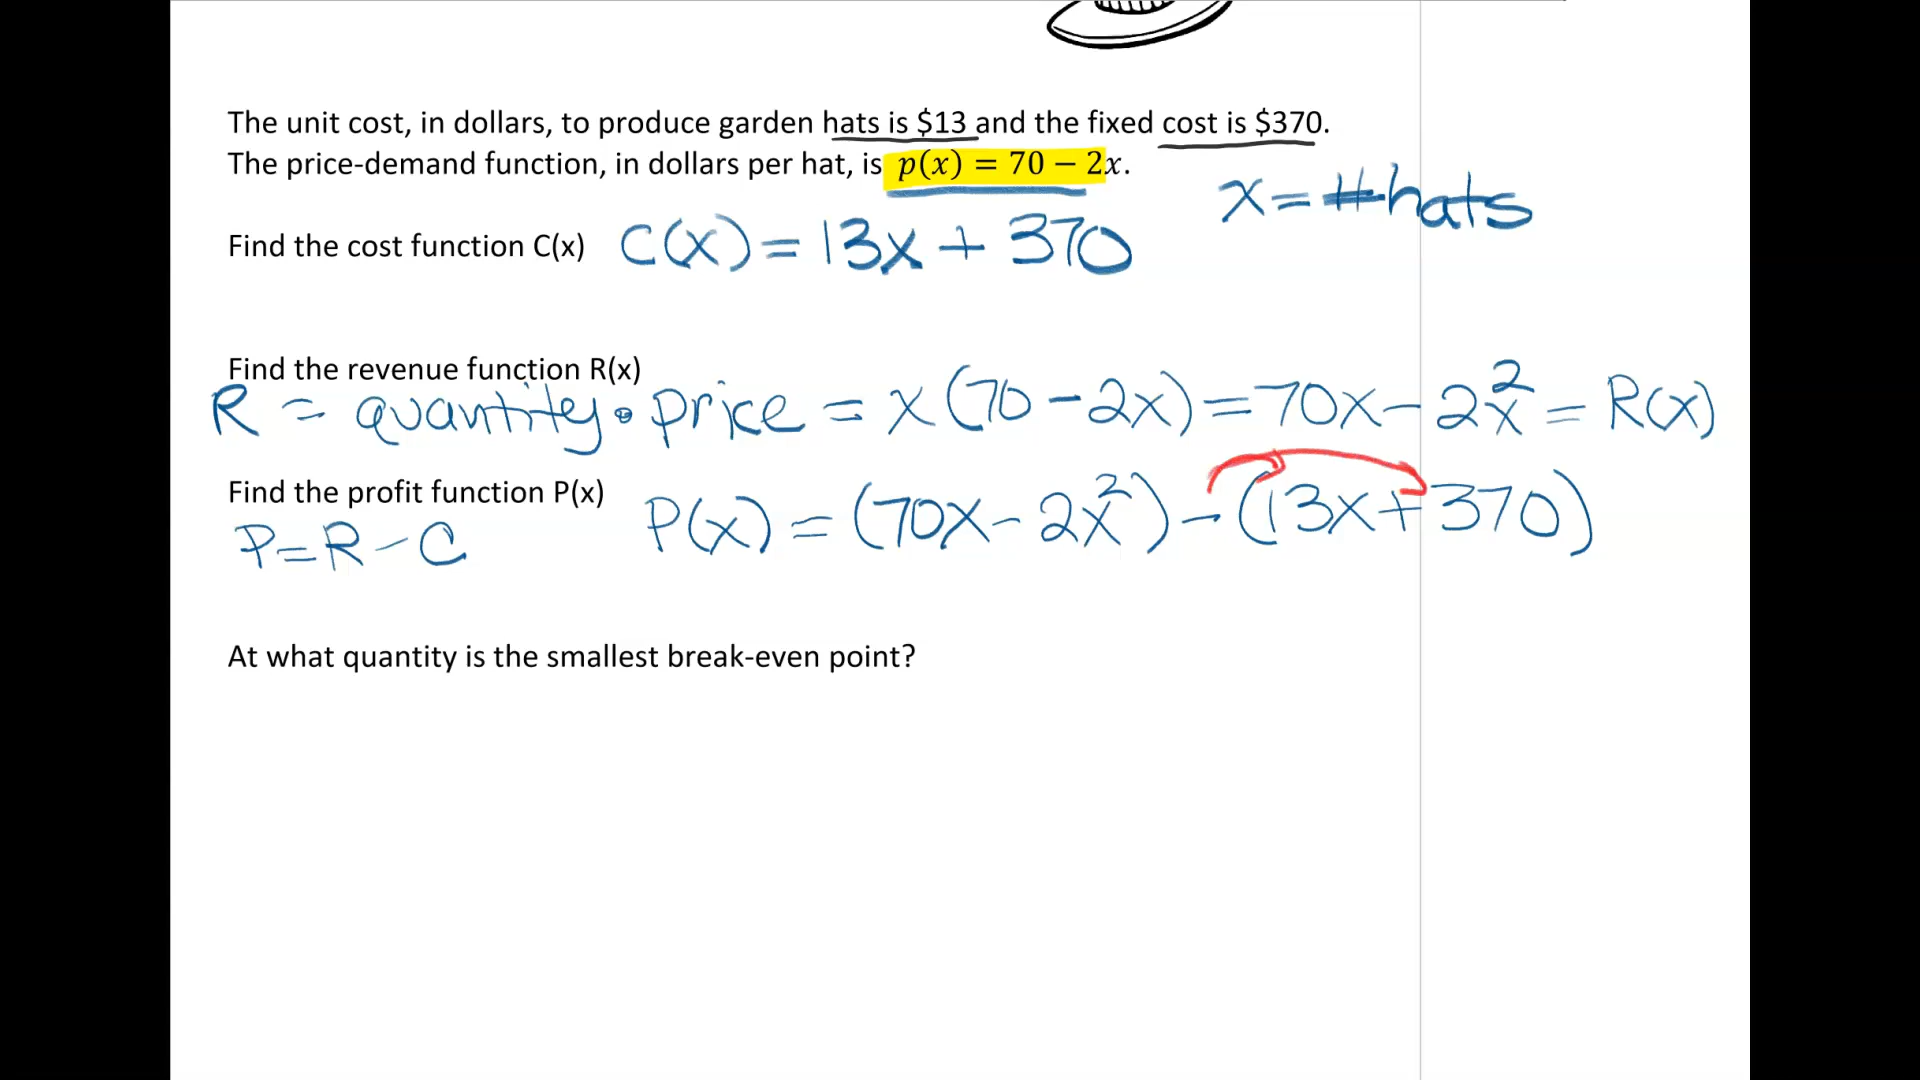 The unit cost, in dollars, to produce garden hats is $13 and the fixed cost is $370.
The price-demand function, in dollars per hat, is p(x) = 70 − 2x.
x = #hats
Find the cost function C(x) C(x) = 13x + 370
Find the revenue function R(x)
R = quantity · price = x(70 − 2x) = 70x − 2x² = R(x)
Find the profit function P(x) P(x) = (70x − 2x²) − (13x + 370)
P = R − C
At what quantity is the smallest break-even point?